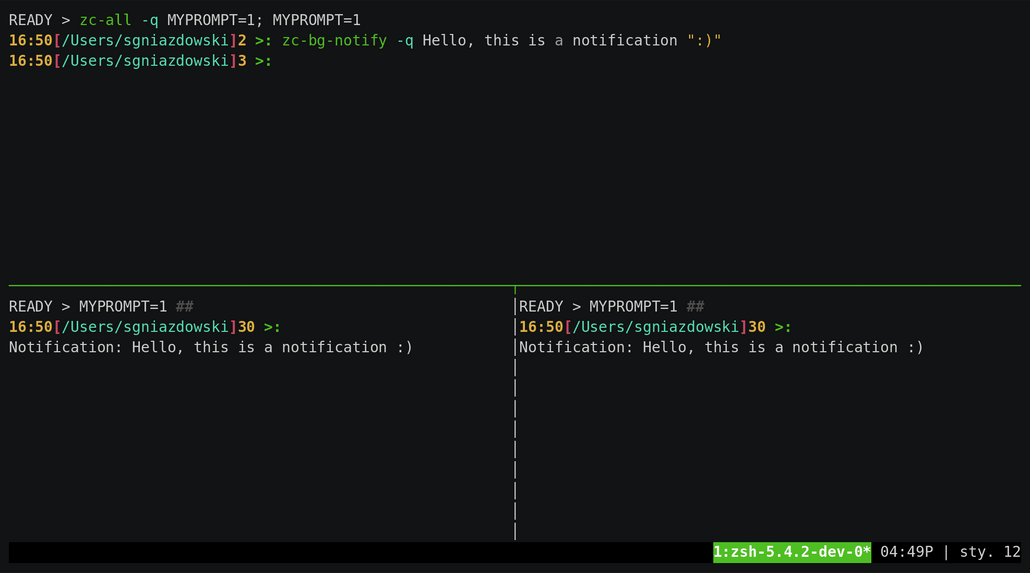 READY > zc-all -q MYPROMPT=1; MYPROMPT=1
16:50[/Users/sgniazdowski]2 >: zc-bg-notify -q Hello, this is a notification ":)"
16:50[/Users/sgniazdowski]3 >:
READY > MYPROMPT=1 ##
16:50[/Users/sgniazdowski]30 >:
Notification: Hello, this is a notification :)
READY > MYPROMPT=1 ##
16:50[/Users/sgniazdowski]30 >:
Notification: Hello, this is a notification :)
1:zsh-5.4.2-dev-0* 04:49P | sty. 12